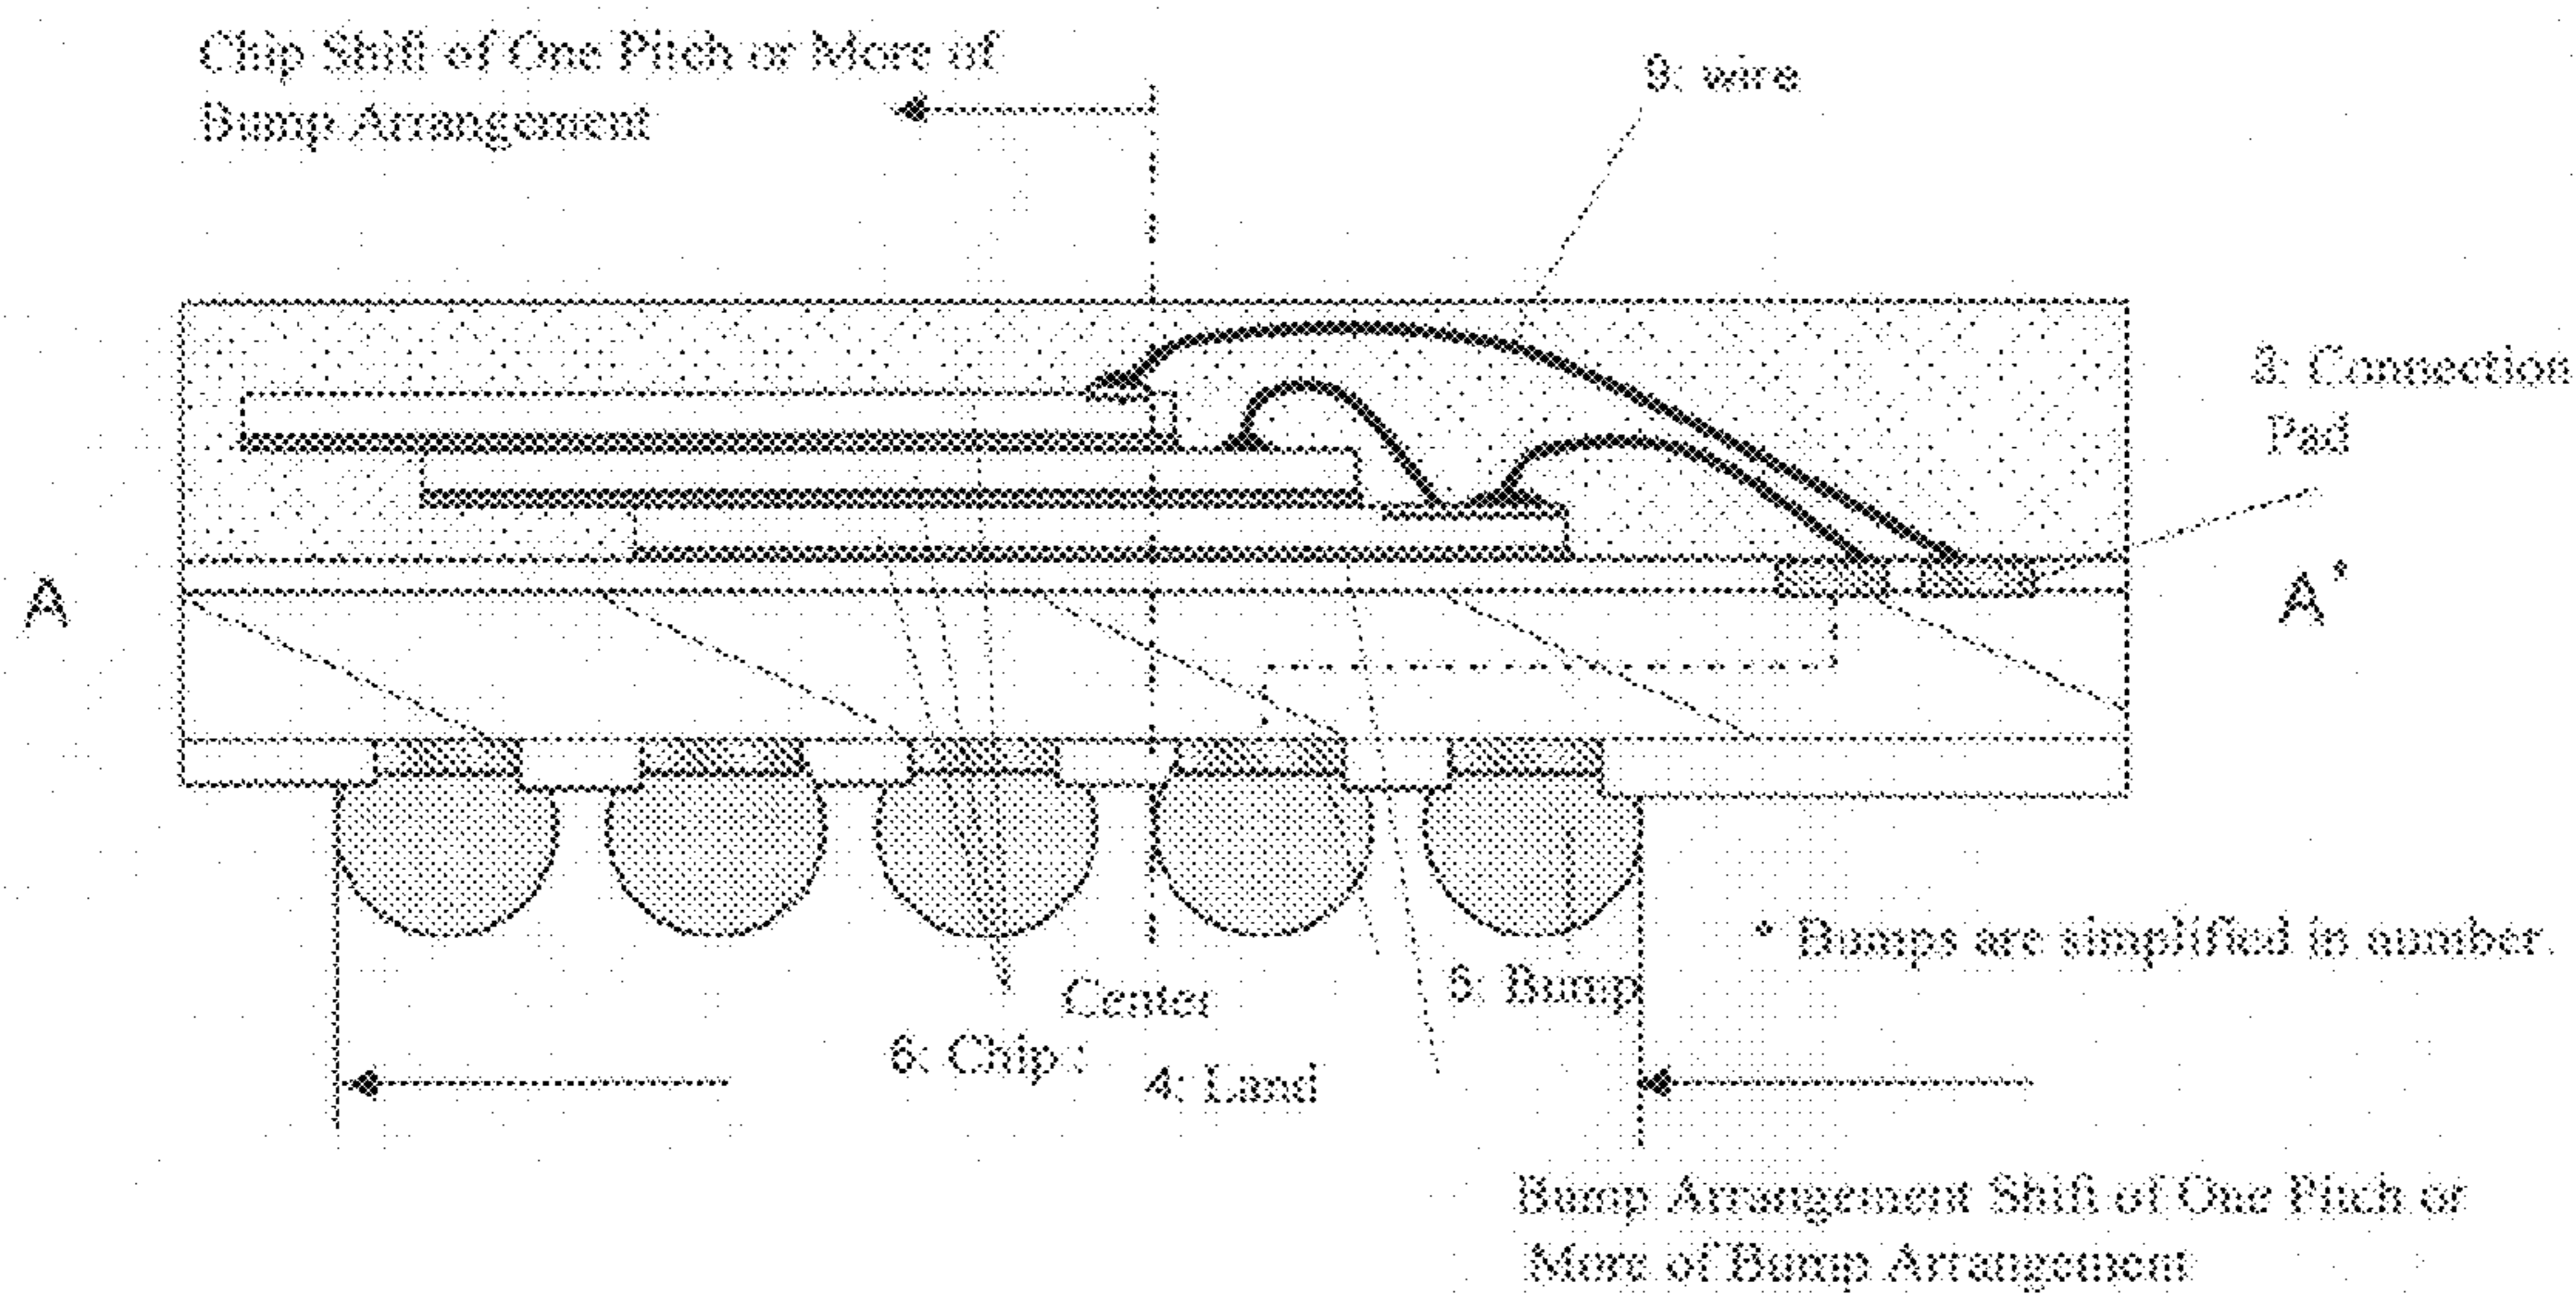 Chip Shift of One Pitch or More of
Bump Arrangement
9: wire
8: Connection
Pad
A
A'
* Bumps are simplified in number.
5: Bump
Center
6: Chip
4: Land
Bump Arrangement Shift of One Pitch or
More of Bump Arrangement